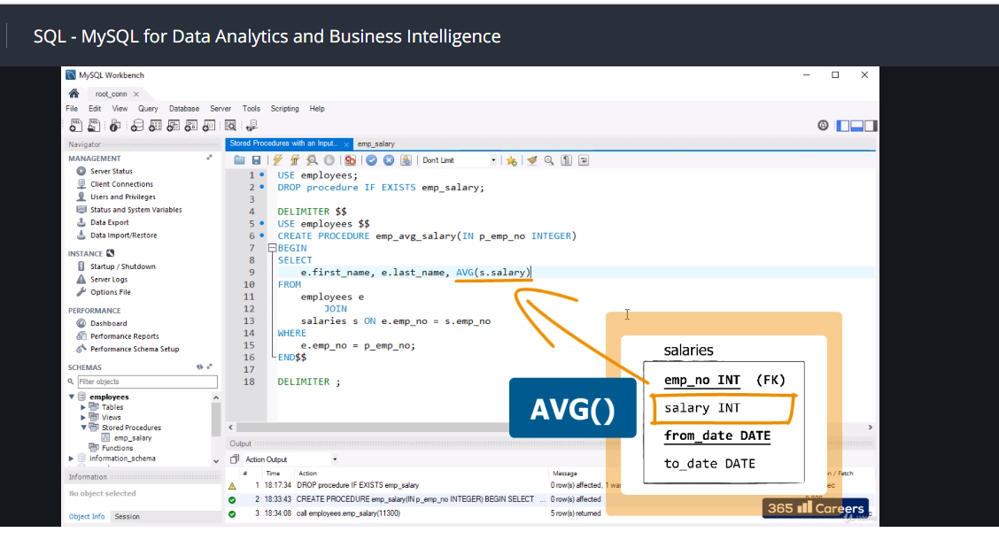 SQL - MySQL for Data Analytics and Business Intelligence
MySQL Workbench
root_conn
File Edit View Query Database Server Tools Scripting Help
Navigator
MANAGEMENT
Server Status
Client Connections
Users and Privileges
Status and System Variables
Data Export
Data Import/Restore
INSTANCE
Startup / Shutdown
Server Logs
Options File
PERFORMANCE
Dashboard
Performance Reports
Performance Schema Setup
SCHEMAS
Filter objects
employees
Tables
Views
Stored Procedures
emp_salary
Functions
information_schema
Information
No object selected
Object Info Session
Stored Procedures with an Input... emp_salary
Don't Limit
1 USE employees;
2 DROP procedure IF EXISTS emp_salary;
3
4 DELIMITER $$
5 USE employees $$
6 CREATE PROCEDURE emp_avg_salary(IN p_emp_no INTEGER)
7 BEGIN
8 SELECT
9 e.first_name, e.last_name, AVG(s.salary)
10 FROM
11 employees e
12 JOIN
13 salaries s ON e.emp_no = s.emp_no
14 WHERE
15 e.emp_no = p_emp_no;
16 END$$
17
18 DELIMITER ;
AVG()
salaries
emp_no INT (FK)
salary INT
from_date DATE
to_date DATE
Output
Action Output
# Time Action Message / Fetch
1 18:17:34 DROP procedure IF EXISTS emp_salary 0 row(s) affected, 1
2 18:33:43 CREATE PROCEDURE emp_salary(IN p_emp_no INTEGER) BEGIN SELECT ... 0 row(s) affected
3 18:34:08 call employees.emp_salary(11300) 5 row(s) returned
365 Careers